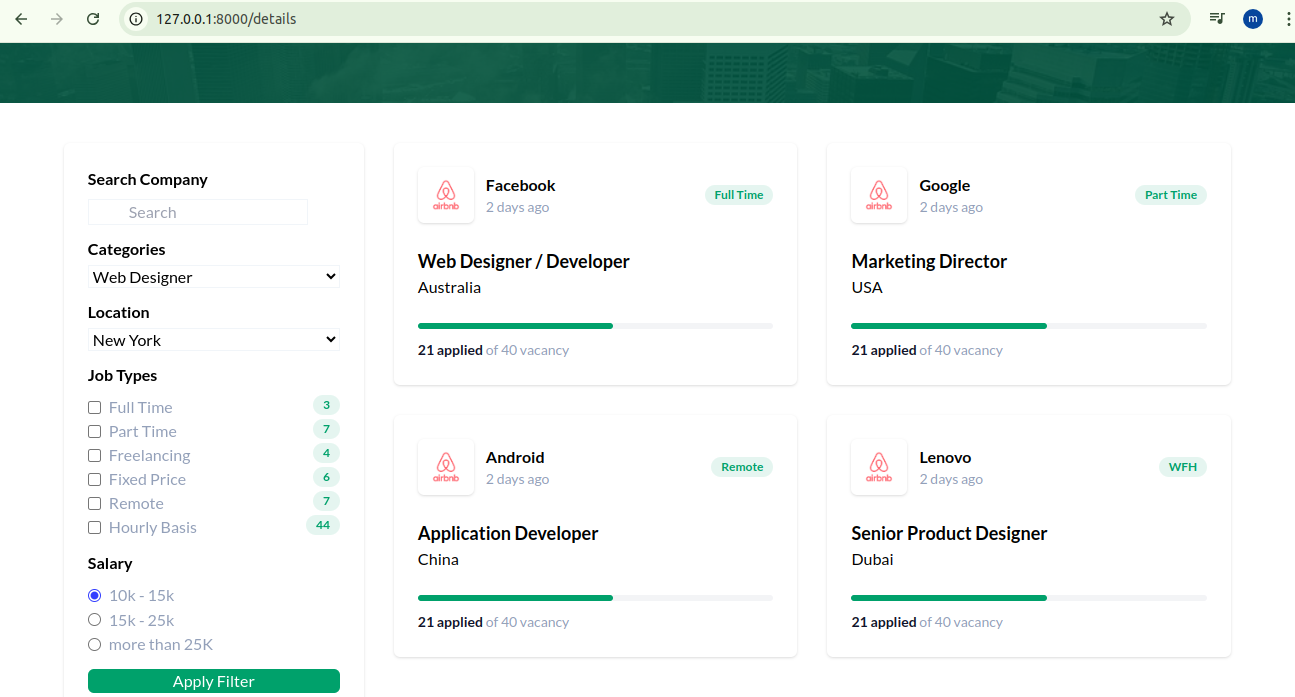 127.0.0.1:8000/details
m
Search Company
Search
Categories
Web Designer
Location
New York
Job Types
Full Time 3
Part Time 7
Freelancing 4
Fixed Price 6
Remote 7
Hourly Basis 44
Salary
10k - 15k
15k - 25k
more than 25K
Apply Filter
airbnb
Facebook
2 days ago
Full Time
Web Designer / Developer
Australia
21 applied of 40 vacancy
airbnb
Google
2 days ago
Part Time
Marketing Director
USA
21 applied of 40 vacancy
airbnb
Android
2 days ago
Remote
Application Developer
China
21 applied of 40 vacancy
airbnb
Lenovo
2 days ago
WFH
Senior Product Designer
Dubai
21 applied of 40 vacancy